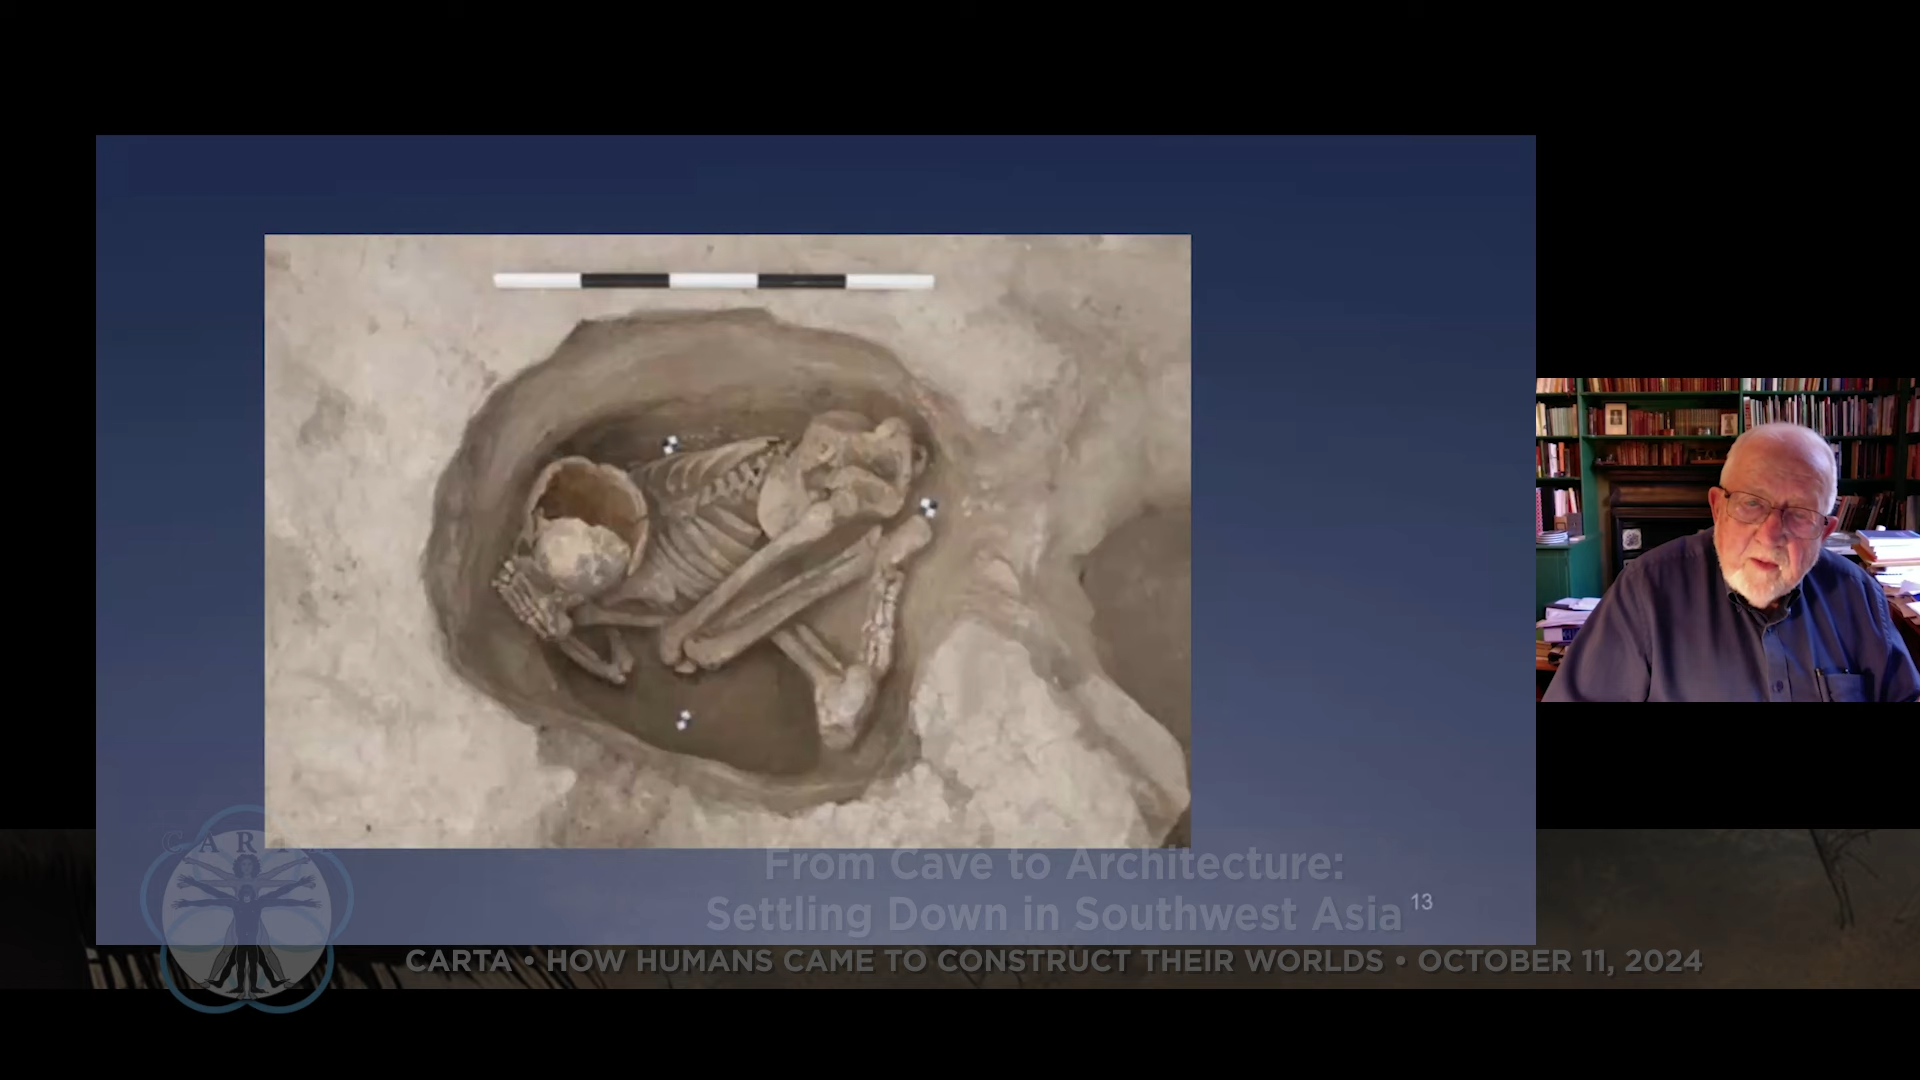 CARTA
From Cave to Architecture:
Settling Down in Southwest Asia
13
CARTA • HOW HUMANS CAME TO CONSTRUCT THEIR WORLDS • OCTOBER 11, 2024